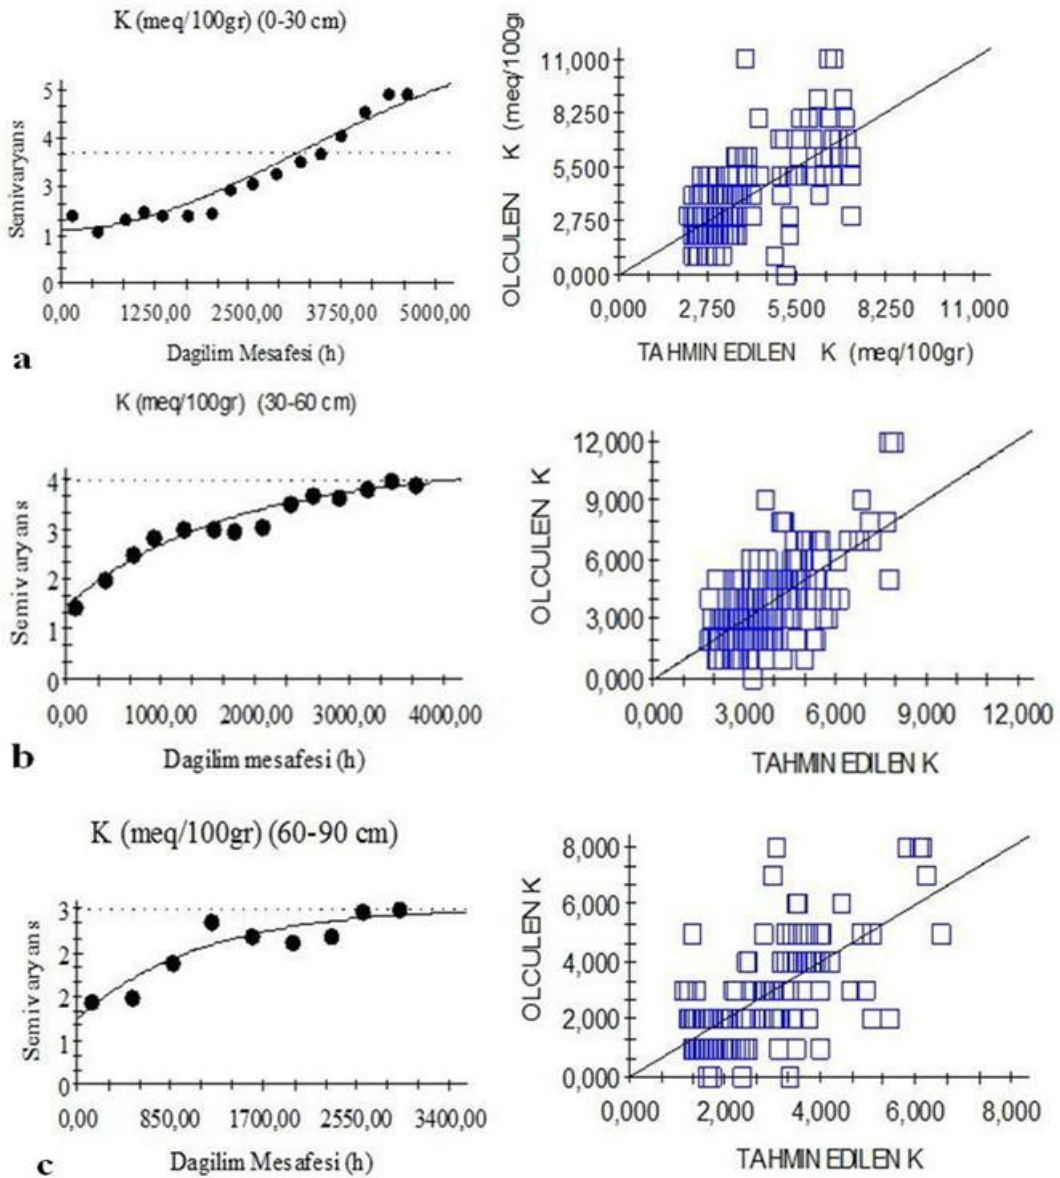 K (meq/100gr) (0-30 cm)
Semivaryans
5
4
3
1
0
0,00 1250,00 2500,00 3750,00 5000,00
Dagilim Mesafesi (h)
a
OLCULEN K (meq/100gr
11,000
8,250
5,500
2,750
0,000
0,000 2,750 5,500 8,250 11,000
TAHMIN EDILEN K (meq/100gr)
K (meq/100gr) (30-60 cm)
Semivaryans
4
3
2
1
0
0,00 1000,00 2000,00 3000,00 4000,00
Dagilim mesafesi (h)
b
OLCULEN K
12,000
9,000
6,000
3,000
0,000
0,000 3,000 6,000 9,000 12,000
TAHMIN EDILEN K
K (meq/100gr) (60-90 cm)
Semivaryans
3
2
2
1
0
0,00 850,00 1700,00 2550,00 3400,00
Dagilim Mesafesi (h)
c
OLCULEN K
8,000
6,000
4,000
2,000
0,000
0,000 2,000 4,000 6,000 8,000
TAHMIN EDILEN K